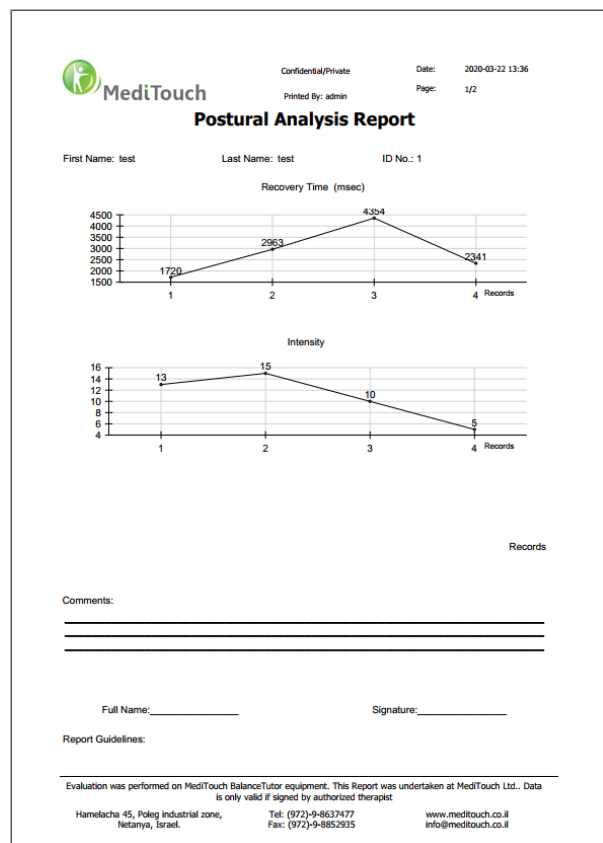 MediTouch
Confidential/Private Date: 2020-03-22 13:36
Printed By: admin Page: 1/2
Postural Analysis Report
First Name: test Last Name: test ID No.: 1
Recovery Time (msec)
4500
4000
3500
3000
2500
2000
1500
1720
2963
4354
2341
1 2 3 4 Records
Intensity
16
14
12
10
8
6
4
13
15
10
5
1 2 3 4 Records
Records
Comments:
Full Name:________________ Signature:________________
Report Guidelines:
Evaluation was performed on MediTouch BalanceTutor equipment. This Report was undertaken at MediTouch Ltd.. Data
is only valid if signed by authorized therapist
Hamelacha 45, Poleg industrial zone, Tel: (972)-9-8637477 www.meditouch.co.il
Netanya, Israel. Fax: (972)-9-8852935 info@meditouch.co.il